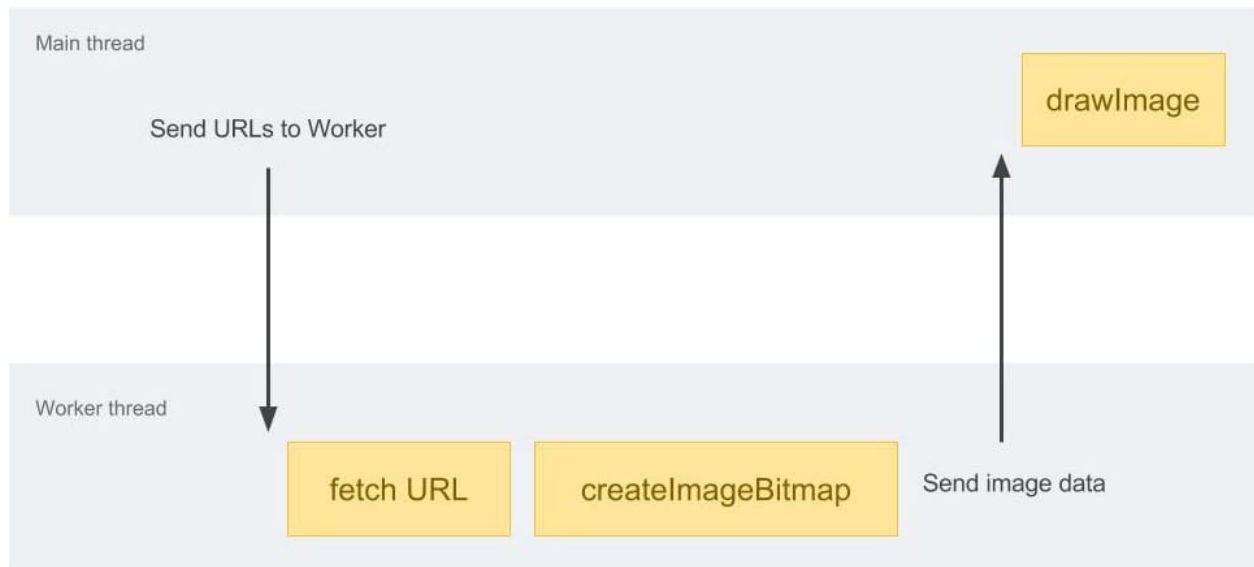 Main thread
drawImage
Send URLs to Worker
Worker thread
fetch URL
createImageBitmap
Send image data